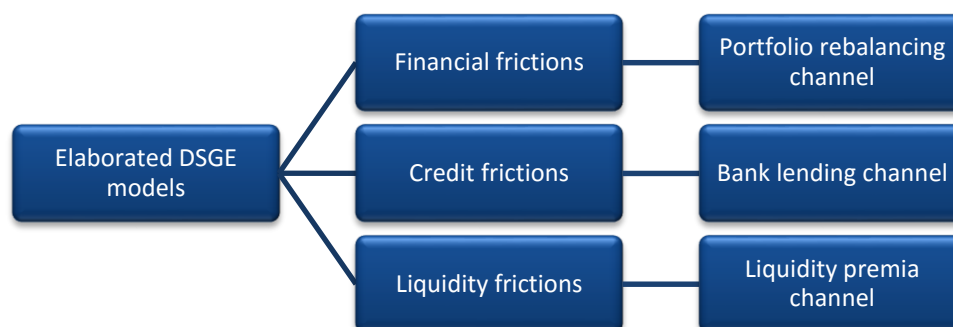 Elaborated DSGE
models
Financial frictions
Portfolio rebalancing
channel
Credit frictions
Bank lending channel
Liquidity frictions
Liquidity premia
channel